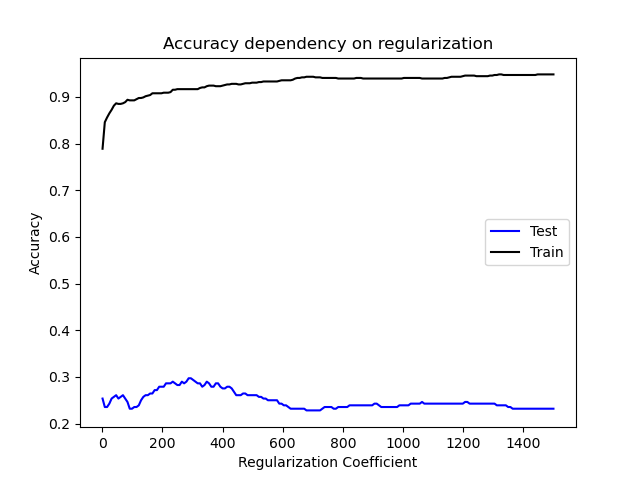 Accuracy dependency on regularization
Accuracy
0.9
0.8
0.7
0.6
0.5
0.4
0.3
0.2
Test
Train
0 200 400 600 800 1000 1200 1400
Regularization Coefficient